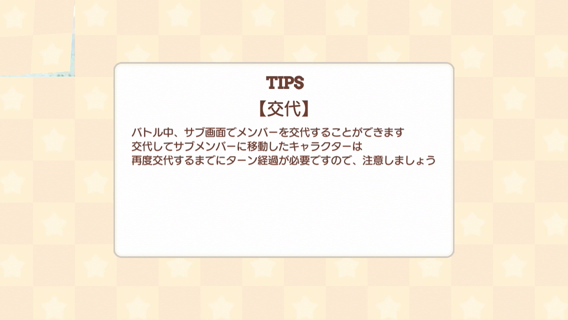 TIPS
【交代】
バトル中、サブ画面でメンバーを交代することができます
交代してサブメンバーに移動したキャラクターは
再度交代するまでにターン経過が必要ですので、注意しましょう